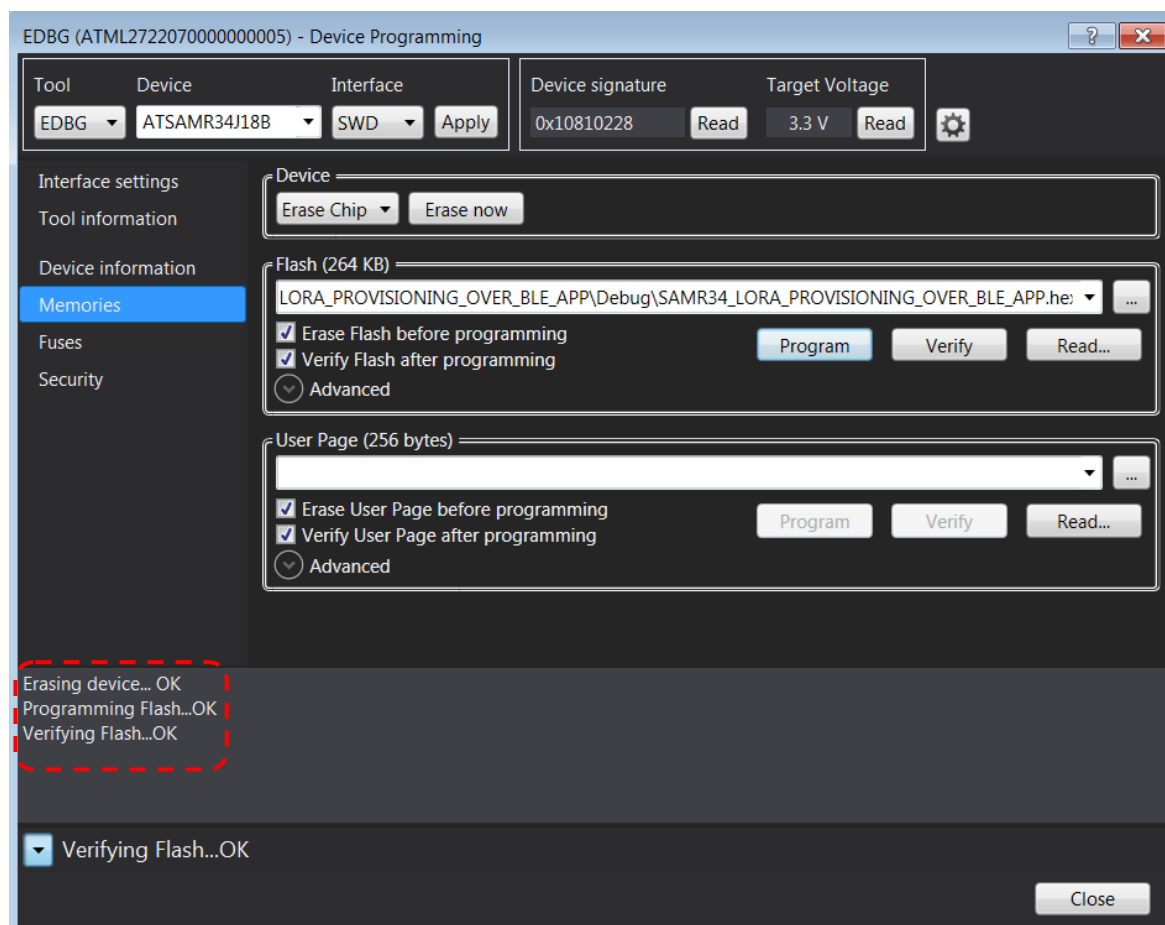 EDBG (ATML2722070000000005) - Device Programming
Tool Device Interface Device signature Target Voltage
EDBG ATSAMR34J18B SWD Apply 0x10810228 Read 3.3 V Read
Interface settings
Tool information
Device information
Memories
Fuses
Security
Device
Erase Chip Erase now
Flash (264 KB)
LORA_PROVISIONING_OVER_BLE_APP\Debug\SAMR34_LORA_PROVISIONING_OVER_BLE_APP.he ...
Erase Flash before programming
Verify Flash after programming
Program Verify Read...
Advanced
User Page (256 bytes)
...
Erase User Page before programming
Verify User Page after programming
Program Verify Read...
Advanced
Erasing device... OK
Programming Flash...OK
Verifying Flash...OK
Verifying Flash...OK
Close